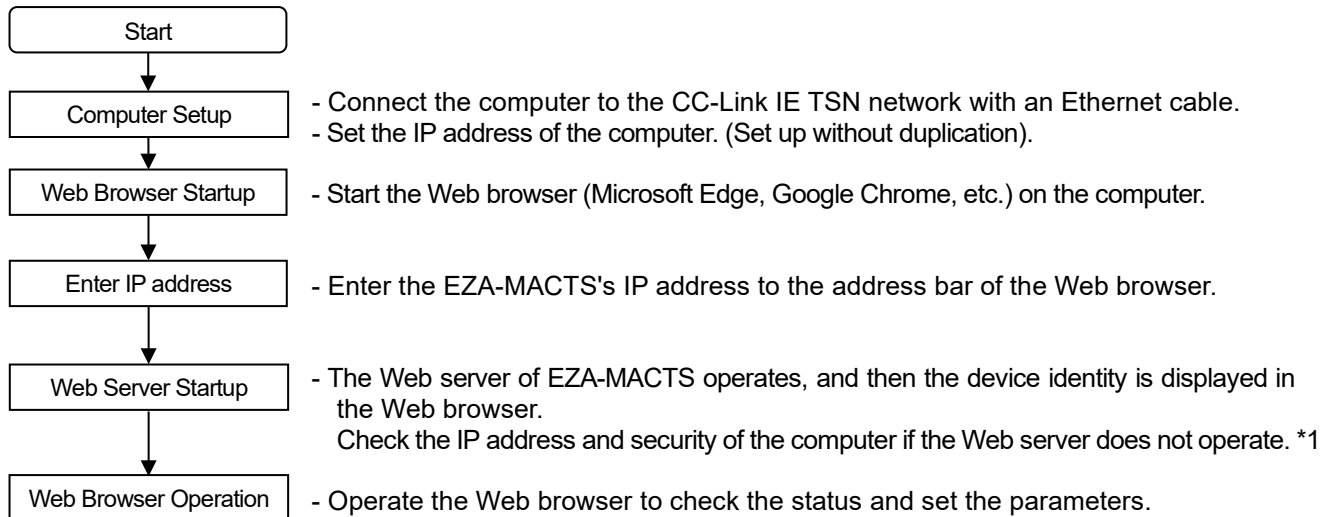 Start
Computer Setup
- Connect the computer to the CC-Link IE TSN network with an Ethernet cable.
- Set the IP address of the computer. (Set up without duplication).
Web Browser Startup
- Start the Web browser (Microsoft Edge, Google Chrome, etc.) on the computer.
Enter IP address
- Enter the EZA-MACTS's IP address to the address bar of the Web browser.
Web Server Startup
- The Web server of EZA-MACTS operates, and then the device identity is displayed in
the Web browser.
Check the IP address and security of the computer if the Web server does not operate. *1
Web Browser Operation
- Operate the Web browser to check the status and set the parameters.